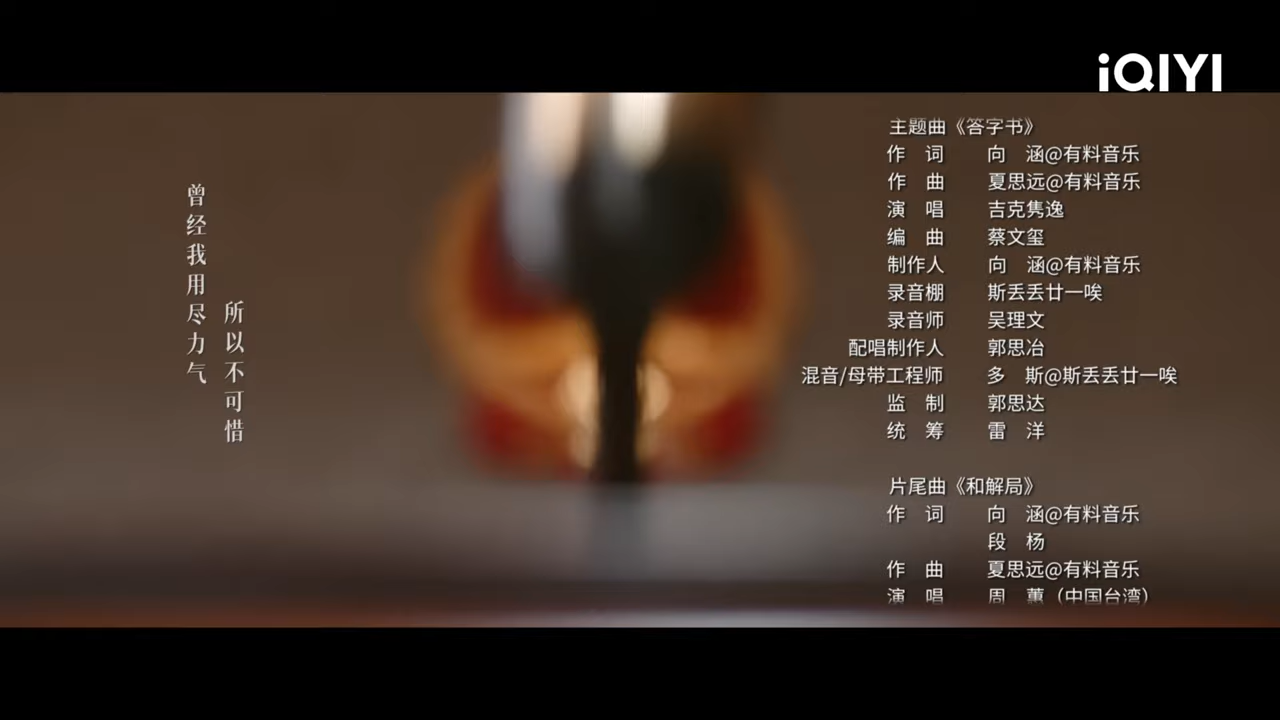 iQIYI
曾经我用尽力气
所以不可惜
主题曲《答字书》
作 词 向 涵@有料音乐
作 曲 夏思远@有料音乐
演 唱 吉克隽逸
编 曲 蔡文玺
制作人 向 涵@有料音乐
录音棚 斯丢丢廿一唉
录音师 吴理文
配唱制作人 郭思冶
混音/母带工程师 多 斯@斯丢丢廿一唉
监 制 郭思达
统 筹 雷 洋
片尾曲《和解局》
作 词 向 涵@有料音乐
段 杨
作 曲 夏思远@有料音乐
演 唱 周 蕙（中国台湾）